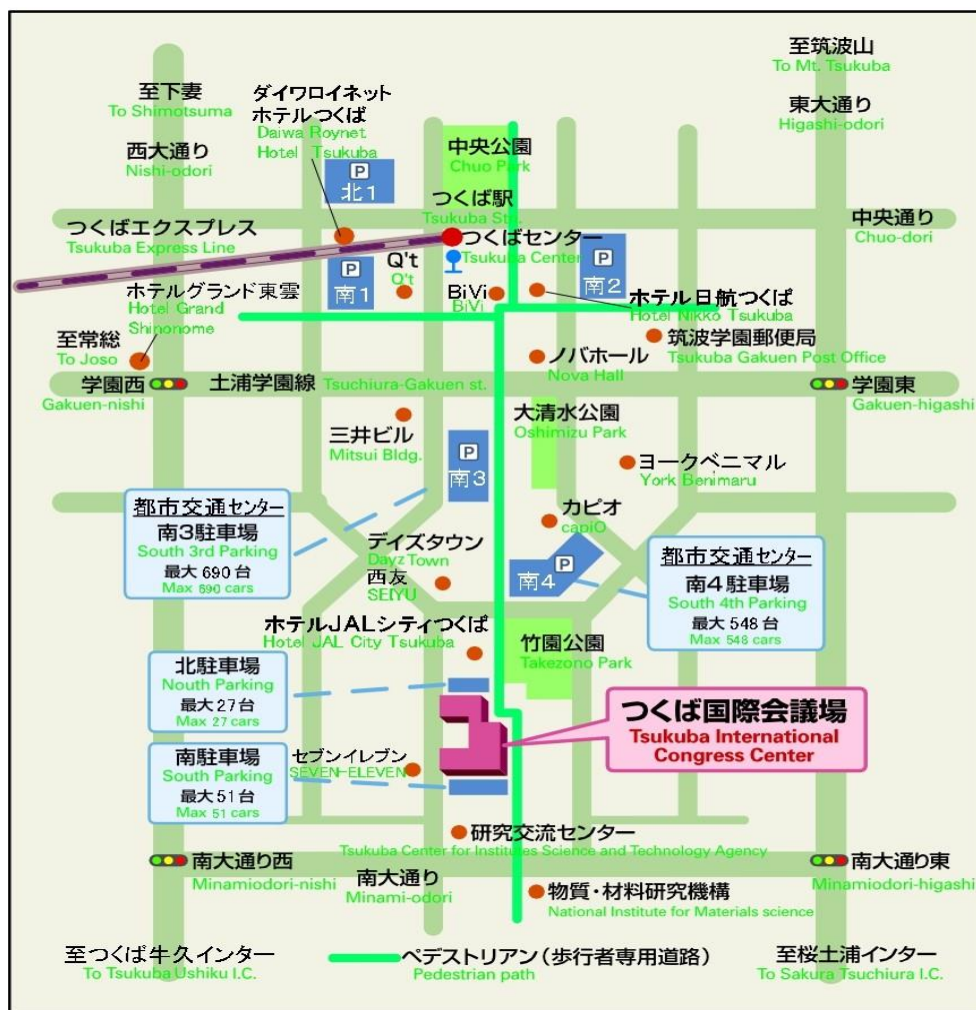 至筑波山
To Mt. Tsukuba
至下妻
To Shimotsuma
ダイワロイネット
ホテルつくば
Daiwa Roynet
Hotel Tsukuba
東大通り
Higashi-odori
西大通り
Nishi-odori
中央公園
Chuo Park
P
北1
つくば駅
Tsukuba Sta.
つくばエクスプレス
Tsukuba Express Line
中央通り
Chuo-dori
つくばセンター
Tsukuba Center
Q't
Q't
P
南1
P
南2
BiVi
BiVi
ホテル日航つくば
Hotel Nikko Tsukuba
ホテルグランド東雲
Hotel Grand
Shinonome
至常総
To Joso
筑波学園郵便局
Tsukuba Gakuen Post Office
ノバホール
Nova Hall
学園西
Gakuen-nishi
土浦学園線 Tsuchiura-Gakuen st.
学園東
Gakuen-higashi
大清水公園
Oshimizu Park
三井ビル
Mitsui Bldg.
P
南3
ヨークベニマル
York Benimaru
都市交通センター
南3駐車場
South 3rd Parking
最大 690 台
Max 690 cars
カピオ
capiO
デイズタウン
Dayz Town
西友
SEIYU
P
南4
都市交通センター
南4駐車場
South 4th Parking
最大 548 台
Max 548 cars
ホテルJALシティつくば
Hotel JAL City Tsukuba
竹園公園
Takezono Park
北駐車場
Nouth Parking
最大27台
Max 27 cars
つくば国際会議場
Tsukuba International
Congress Center
南駐車場
South Parking
最大51台
Max 51 cars
セブンイレブン
SEVEN-ELEVEN
研究交流センター
Tsukuba Center for Institutes Science and Technology Agency
南大通り西
Minamiodori-nishi
南大通り
Minami-odori
南大通り東
Minamiodori-higashi
物質・材料研究機構
National Institute for Materials science
至つくば牛久インター
To Tsukuba Ushiku I.C.
ペデストリアン(歩行者専用道路)
Pedestrian path
至桜土浦インター
To Sakura Tsuchiura I.C.